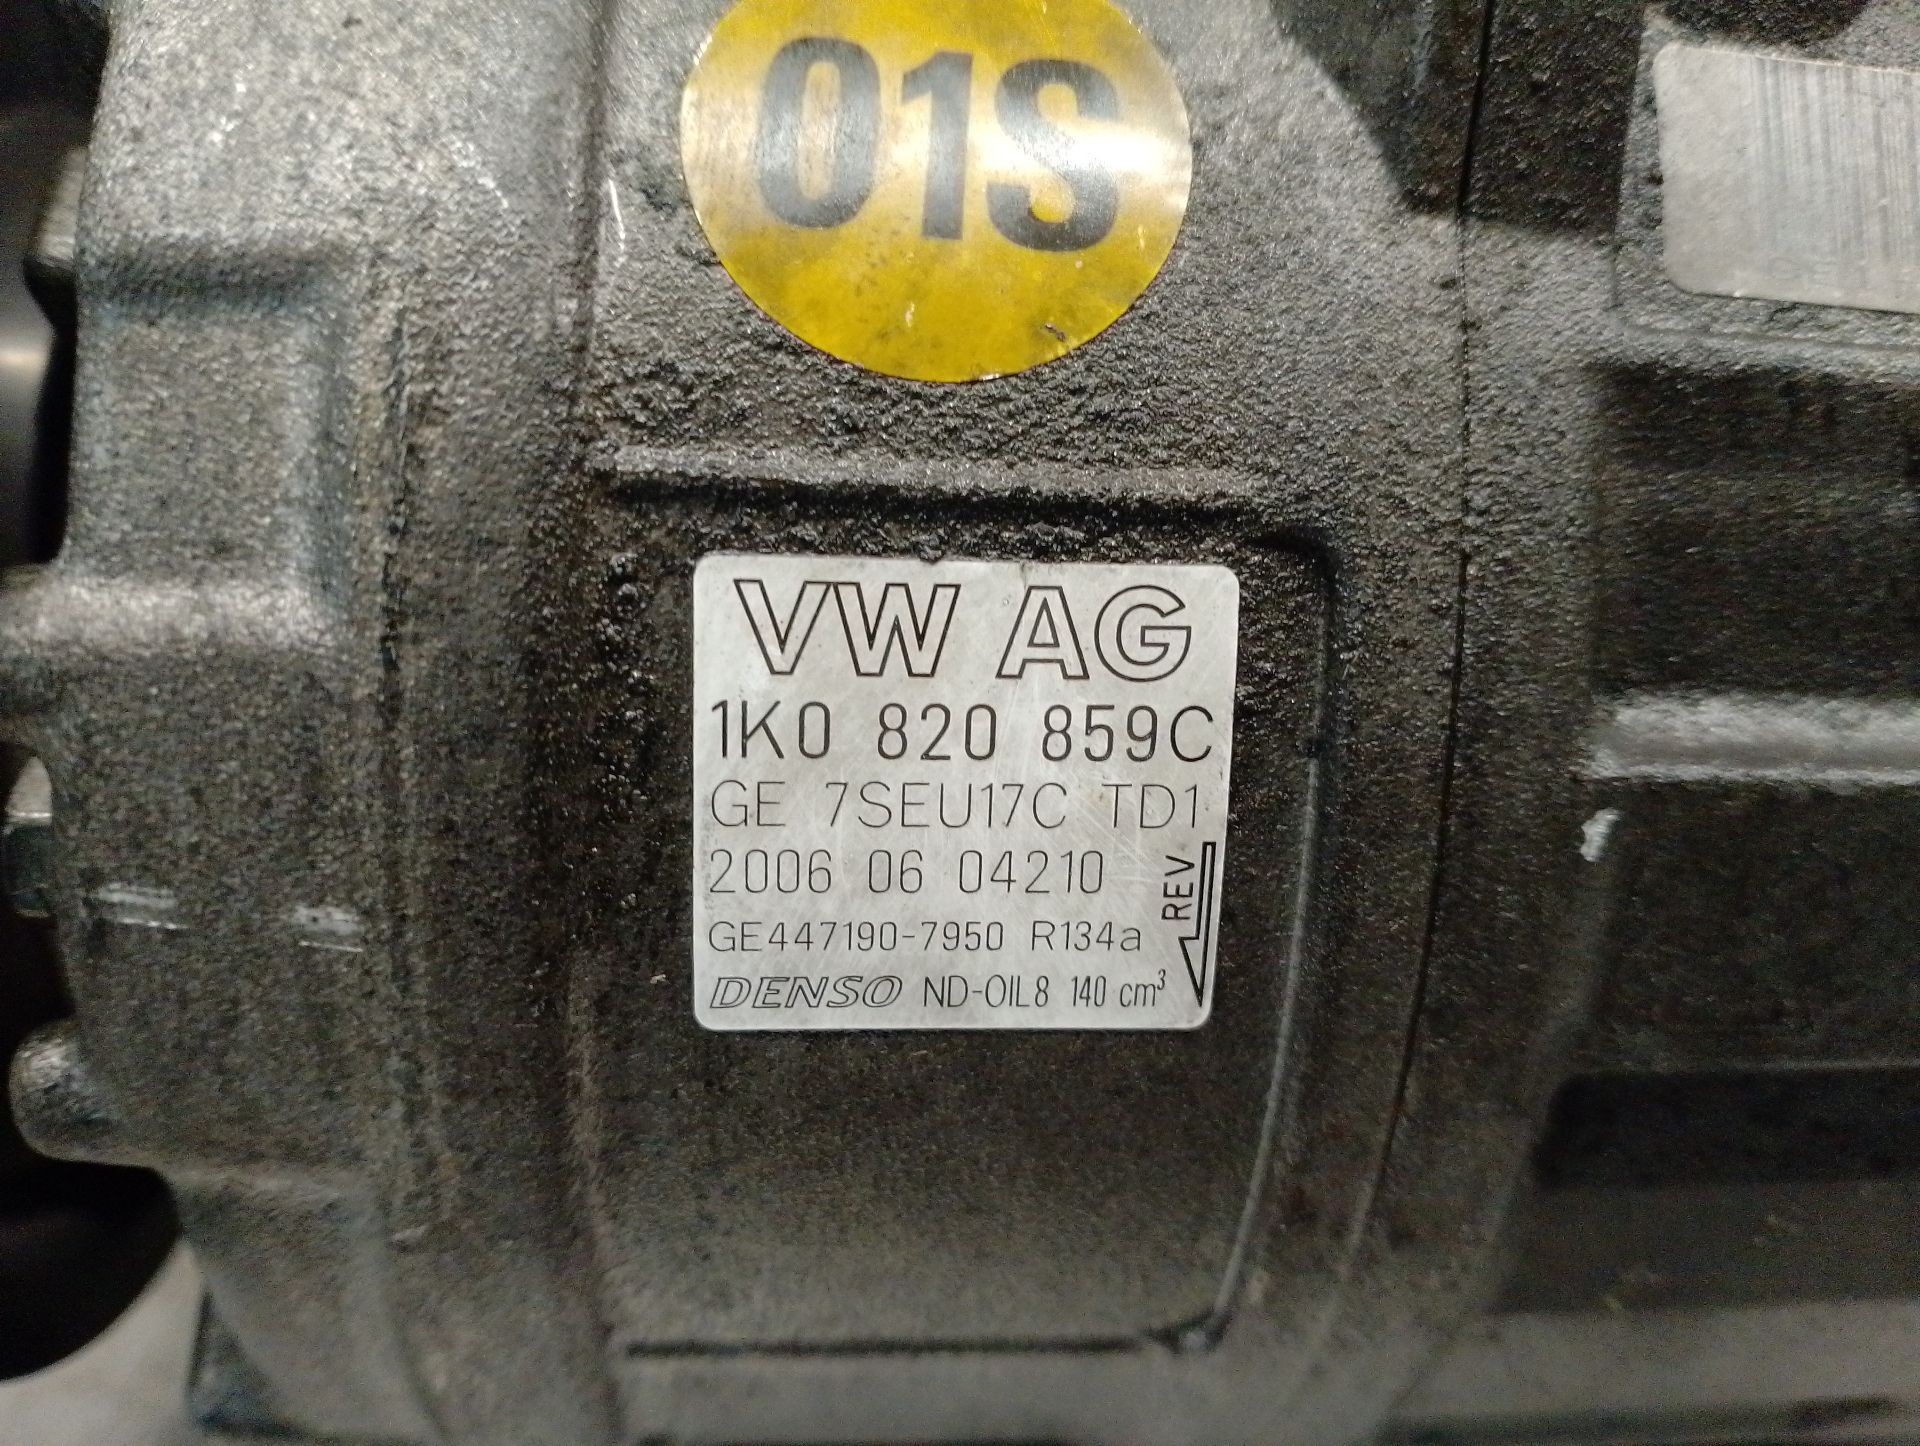 01S
VW AG
1K0 820 859C
GE 7SEU17C TD1
2006 06 04210
REV
GE447190-7950 R134a
DENSO ND-OIL8 140 cm³